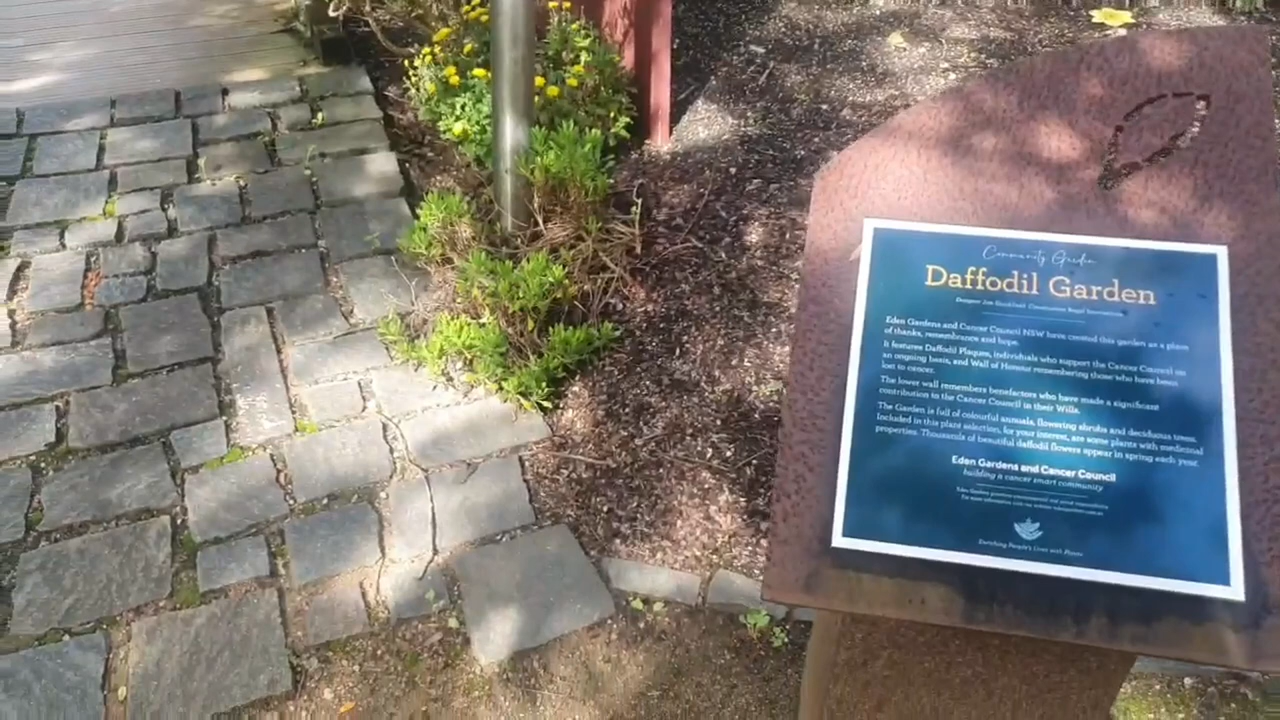 Community Garden
Daffodil Garden
Eden Gardens and Cancer Council NSW have created this garden as a place
of thanks, remembrance and hope.
It features Daffodil Plaques, individuals who support the Cancer Council on
an ongoing basis, and Wall of Honour remembering those who have been
lost to cancer.
The lower wall remembers benefactors who have made a significant
contribution to the Cancer Council in their Wills.
The Garden is full of colourful annuals, flowering shrubs and deciduous trees.
Included in this plant selection, for your interest, are some plants with medicinal
properties. Thousands of beautiful daffodil flowers appear in spring each year.
Eden Gardens and Cancer Council
building a cancer smart community
Enriching People's Lives with Plants